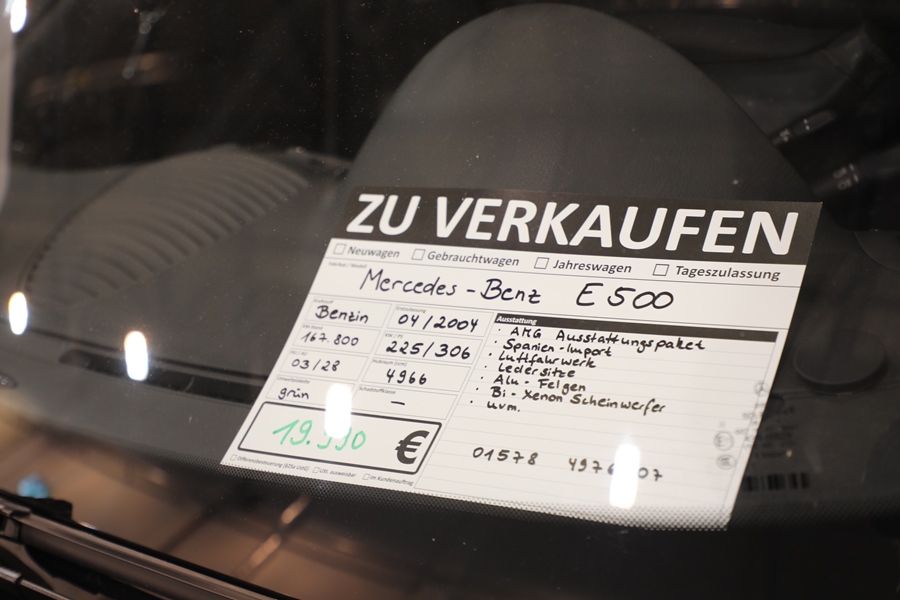 ZU VERKAUFEN
Neuwagen Gebrauchtwagen Jahreswagen Tageszulassung
Mercedes-Benz E500
Benzin 04/2004
167.800 225/306
03/28 4966
grün —
€
Ausstattung
· AMG Ausstattungspaket
· Spanien-Import
· Luftfahrwerk
· Ledersitze
· Alu-Felgen
· Bi-Xenon Scheinwerfer
· uvm.
01578